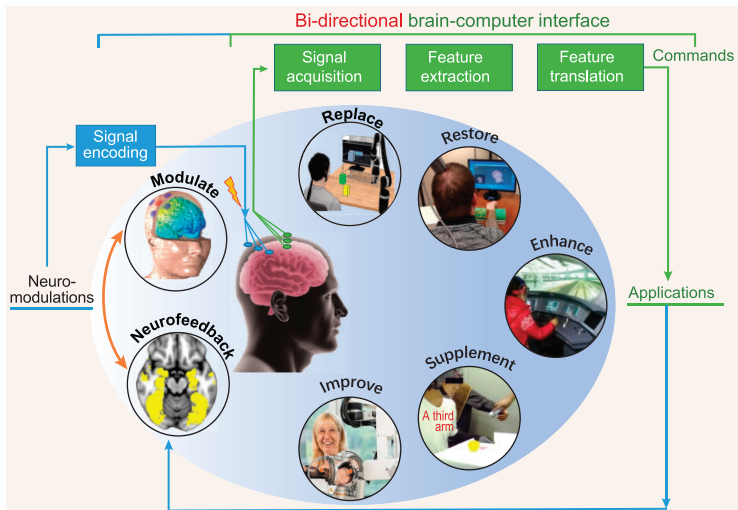 Bi-directional brain-computer interface
Signal
acquisition
Feature
extraction
Feature
translation
Commands
Signal
encoding
Replace
Restore
Modulate
Enhance
Neuro-
modulations
Applications
Neurofeedback
Supplement
Improve
A third
arm